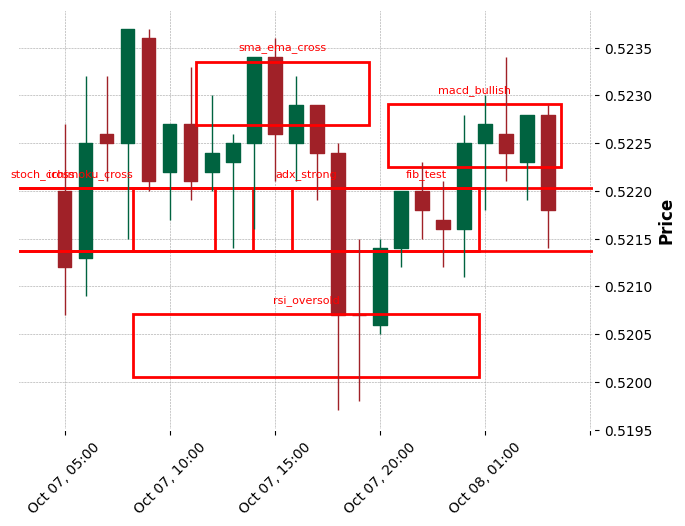 sma_ema_cross
macd_bullish
adx_strong
fib_test
rsi_oversold
0.5235
0.5230
0.5225
0.5220
0.5215
0.5210
0.5205
0.5200
0.5195
Price
Oct 07, 05:00
Oct 07, 10:00
Oct 07, 15:00
Oct 07, 20:00
Oct 08, 01:00